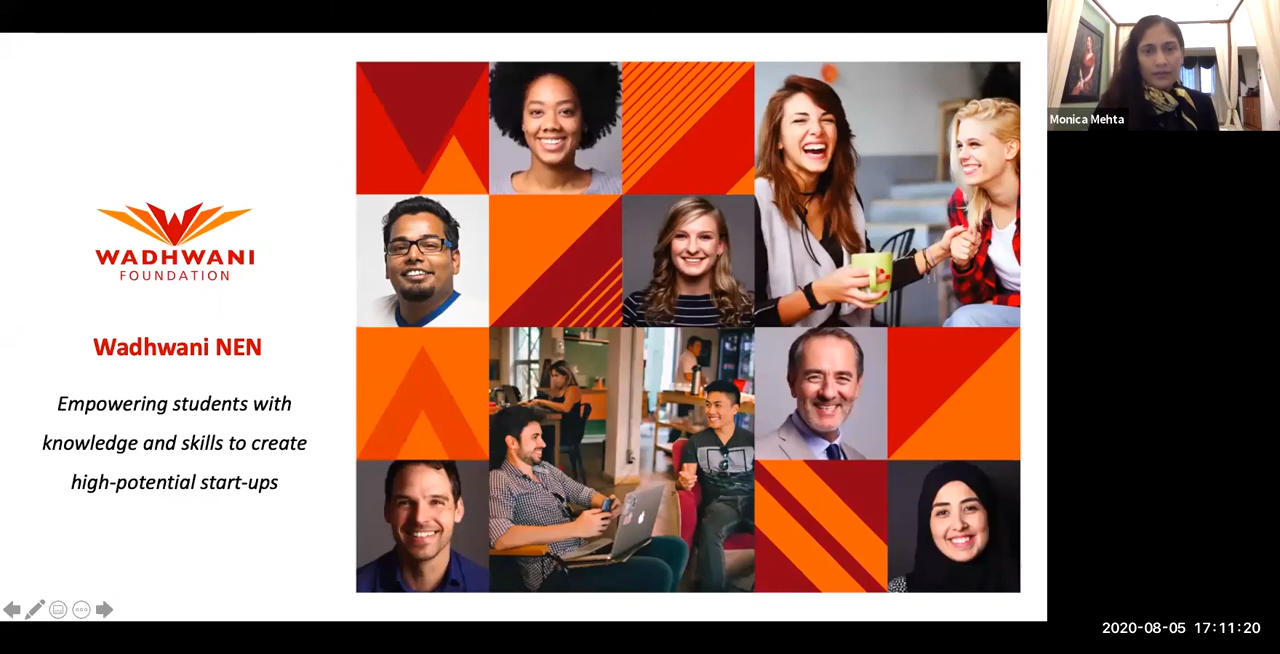 WADHWANI
FOUNDATION
Wadhwani NEN
Empowering students with
knowledge and skills to create
high-potential start-ups
Monica Mehta
2020-08-05 17:11:20